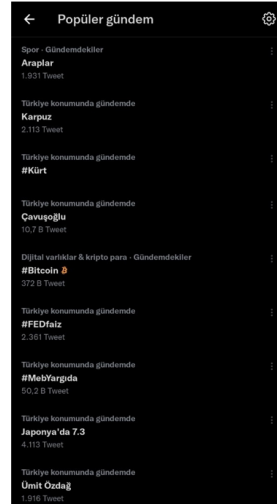 Popüler gündem
Spor · Gündemdekiler
Araplar
1.931 Tweet
Türkiye konumunda gündemde
Karpuz
2.113 Tweet
Türkiye konumunda gündemde
#Kürt
Türkiye konumunda gündemde
Çavuşoğlu
10,7 B Tweet
Dijital varlıklar & kripto para · Gündemdekiler
#Bitcoin
372 B Tweet
Türkiye konumunda gündemde
#FEDfaiz
2.361 Tweet
Türkiye konumunda gündemde
#MebYargıda
50,2 B Tweet
Türkiye konumunda gündemde
Japonya'da 7.3
4.113 Tweet
Türkiye konumunda gündemde
Ümit Özdağ
1.916 Tweet